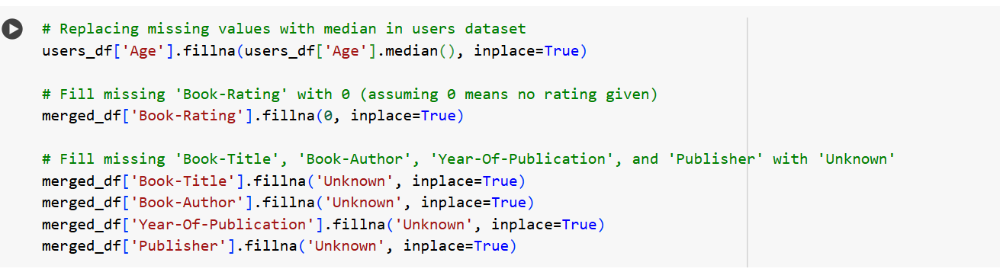 # Replacing missing values with median in users dataset
users_df['Age'].fillna(users_df['Age'].median(), inplace=True)
# Fill missing 'Book-Rating' with 0 (assuming 0 means no rating given)
merged_df['Book-Rating'].fillna(0, inplace=True)
# Fill missing 'Book-Title', 'Book-Author', 'Year-Of-Publication', and 'Publisher' with 'Unknown'
merged_df['Book-Title'].fillna('Unknown', inplace=True)
merged_df['Book-Author'].fillna('Unknown', inplace=True)
merged_df['Year-Of-Publication'].fillna('Unknown', inplace=True)
merged_df['Publisher'].fillna('Unknown', inplace=True)